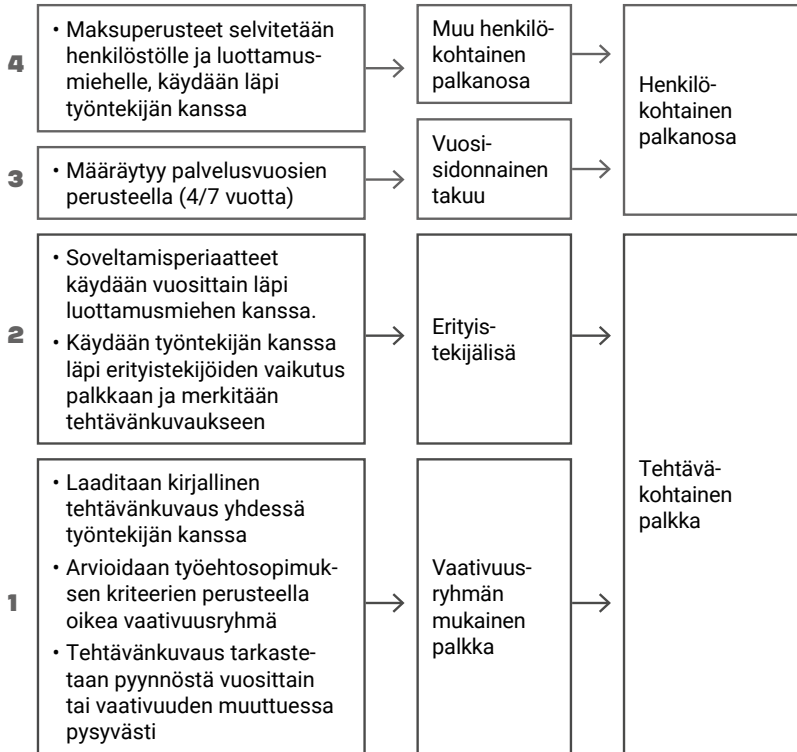 4
• Maksuperusteet selvitetään
henkilöstölle ja luottamus-
miehelle, käydään läpi
työntekijän kanssa
Muu henkilö-
kohtainen
palkanosa
Henkilö-
kohtainen
palkanosa
3
• Määräytyy palvelusvuosien
perusteella (4/7 vuotta)
Vuosi-
sidonnainen
takuu
2
• Soveltamisperiaatteet
käydään vuosittain läpi
luottamusmiehen kanssa.
• Käydään työntekijän kanssa
läpi erityistekijöiden vaikutus
palkkaan ja merkitään
tehtävänkuvaukseen
Erityis-
tekijälisä
Tehtävä-
kohtainen
palkka
1
• Laaditaan kirjallinen
tehtävänkuvaus yhdessä
työntekijän kanssa
• Arvioidaan työehtosopimuk-
sen kriteerien perusteella
oikea vaativuusryhmä
• Tehtävänkuvaus tarkaste-
taan pyynnöstä vuosittain
tai vaativuuden muuttuessa
pysyvästi
Vaativuus-
ryhmän
mukainen
palkka